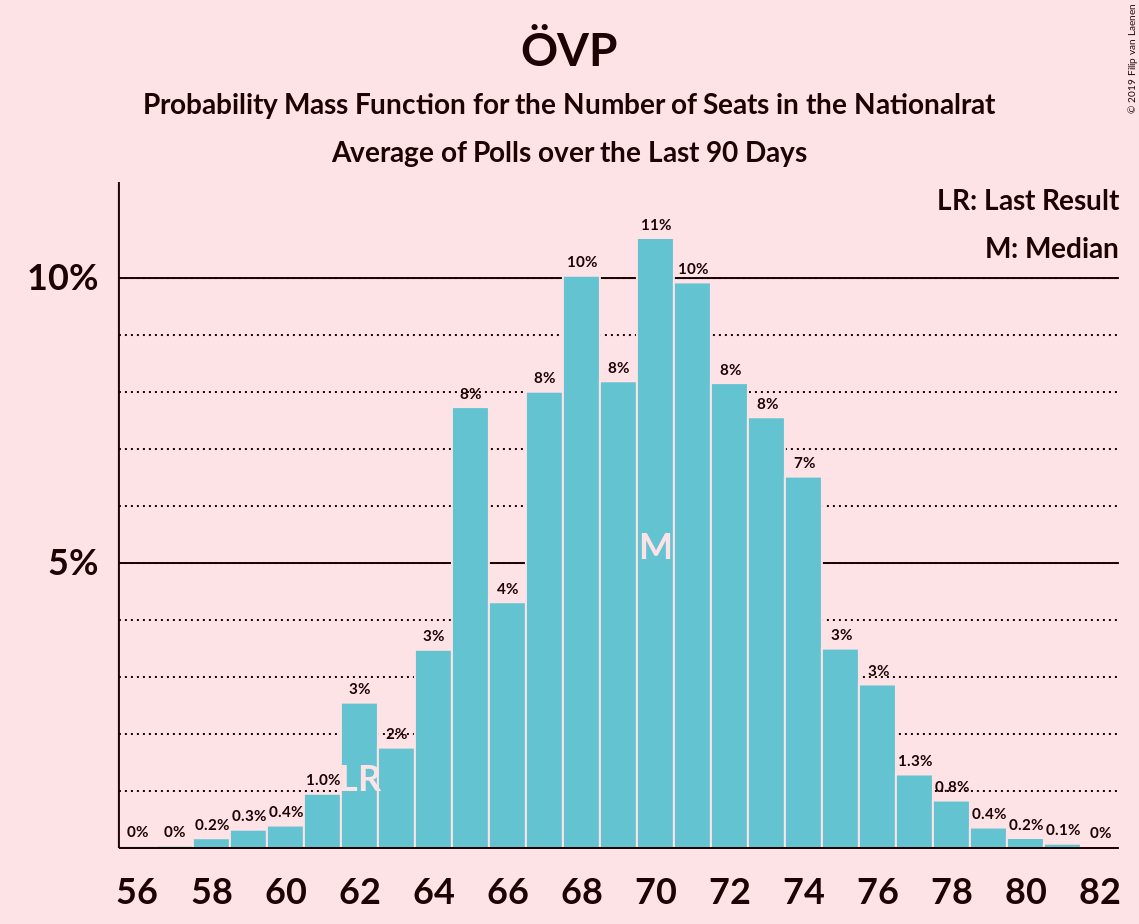 ÖVP
Probability Mass Function for the Number of Seats in the Nationalrat
Average of Polls over the Last 90 Days
© 2019 Filip van Laenen
LR: Last Result
M: Median
10%
5%
0% 0% 0.2% 0.3% 0.4% 1.0% 3% 2% 3% 8% 4% 8% 10% 8% 11% 10% 8% 8% 7% 3% 3% 1.3% 0.8% 0.4% 0.2% 0.1% 0%
M
LR
56 58 60 62 64 66 68 70 72 74 76 78 80 82